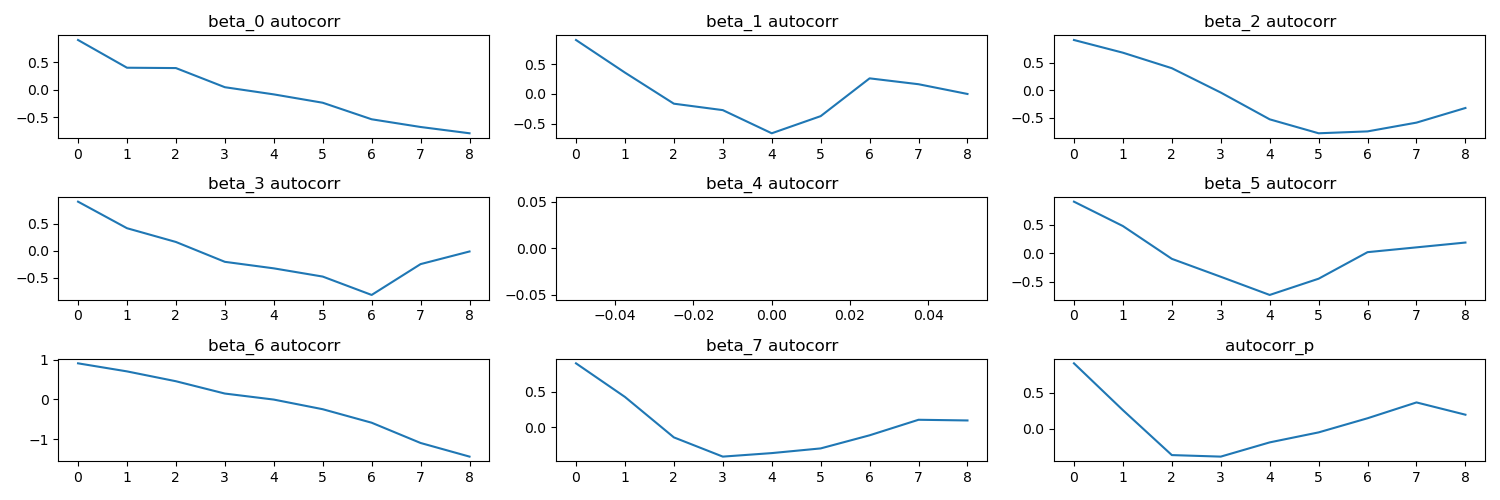 beta_0 autocorr
beta_1 autocorr
beta_2 autocorr
0.5
0.0
−0.5
0 1 2 3 4 5 6 7 8
0.5
0.0
−0.5
0 1 2 3 4 5 6 7 8
0.5
0.0
−0.5
0 1 2 3 4 5 6 7 8
beta_3 autocorr
beta_4 autocorr
beta_5 autocorr
0.5
0.0
−0.5
0 1 2 3 4 5 6 7 8
0.05
0.00
−0.05
−0.04 −0.02 0.00 0.02 0.04
0.5
0.0
−0.5
0 1 2 3 4 5 6 7 8
beta_6 autocorr
beta_7 autocorr
autocorr_p
1
0
−1
0 1 2 3 4 5 6 7 8
0.5
0.0
0 1 2 3 4 5 6 7 8
0.5
0.0
0 1 2 3 4 5 6 7 8